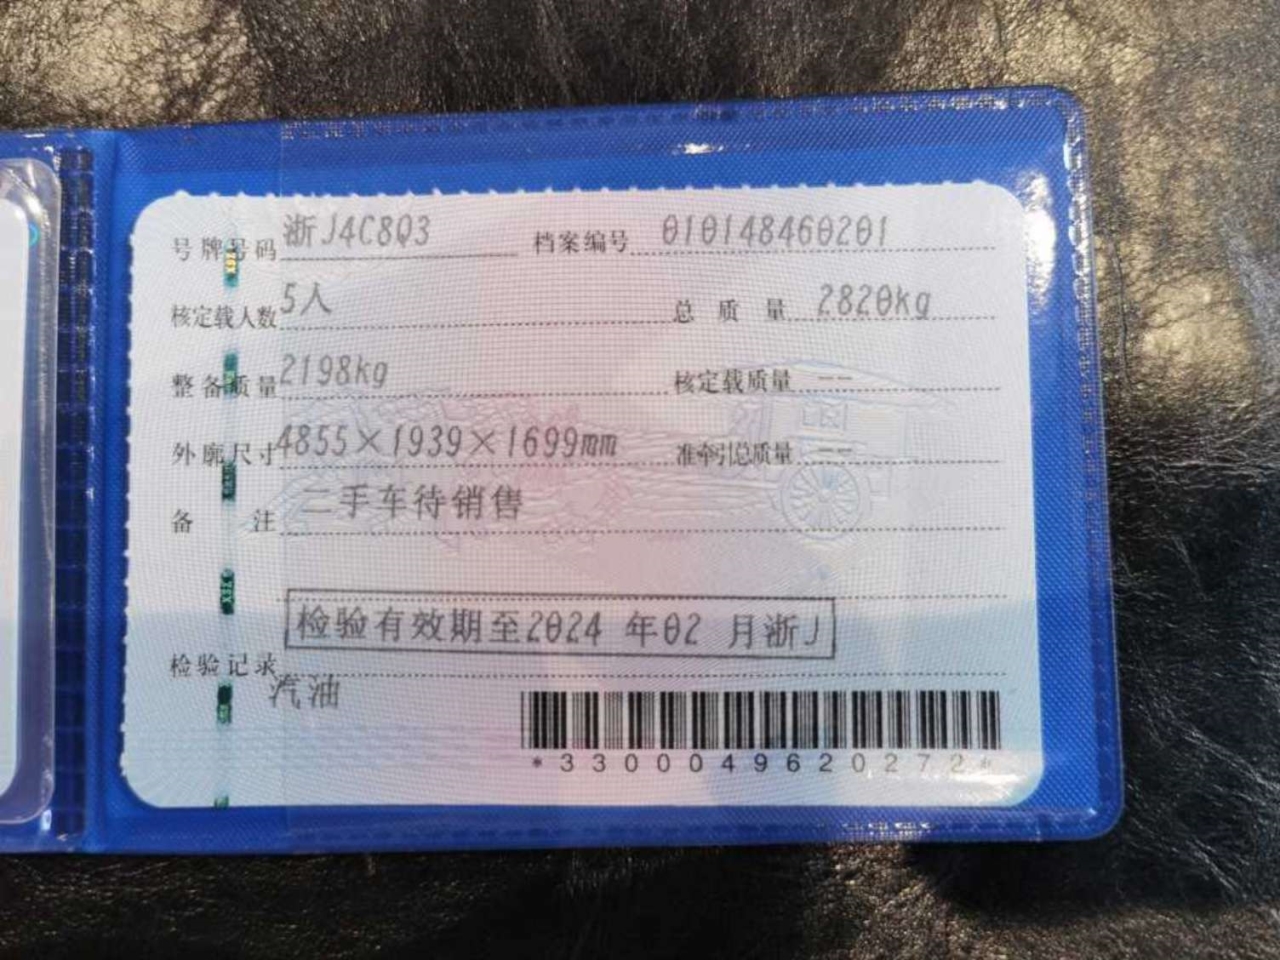 号牌号码 浙J4C8Q3 档案编号 010148460201
核定载人数 5人 总质量 2820kg
整备质量 2198kg 核定载质量 --
外廓尺寸 4855×1939×1699mm 准牵引总质量 --
备注 二手车待销售
检验有效期至2024 年02 月浙J
检验记录
汽油
*3300049620272*